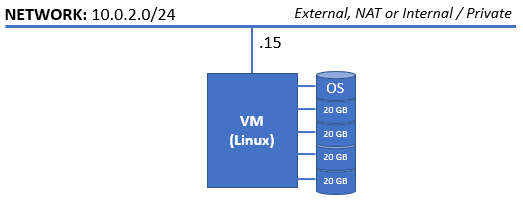 NETWORK: 10.0.2.0/24
External, NAT or Internal / Private
.15
VM
(Linux)
OS
20 GB
20 GB
20 GB
20 GB